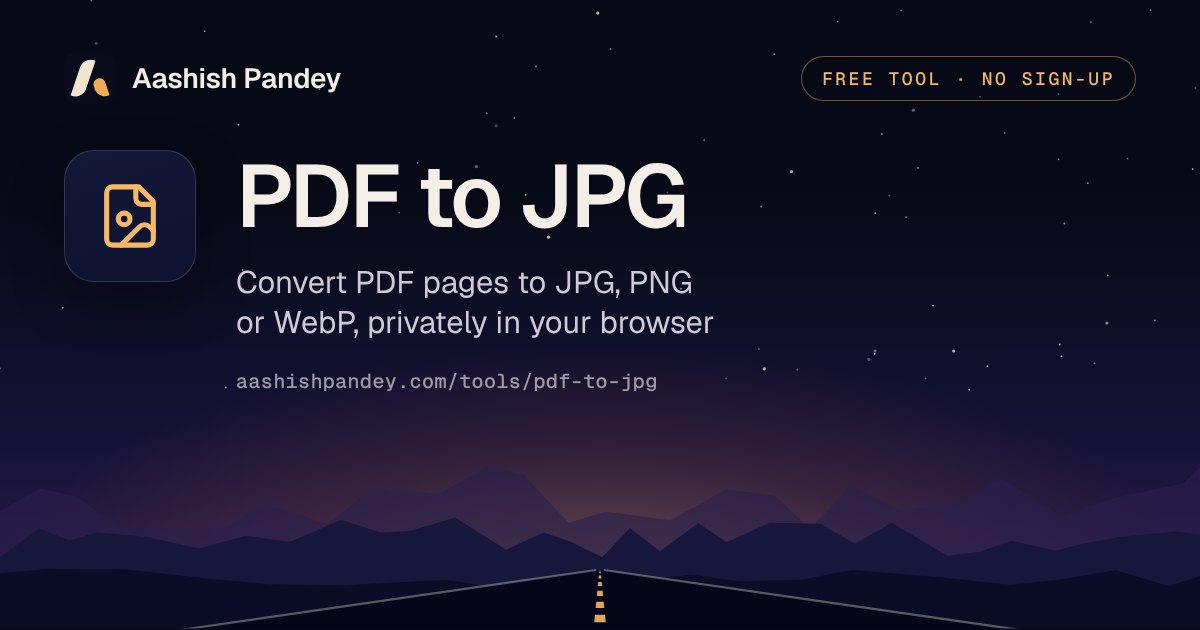 Aashish Pandey
FREE TOOL · NO SIGN-UP
PDF to JPG
Convert PDF pages to JPG, PNG
or WebP, privately in your browser
aashishpandey.com/tools/pdf-to-jpg